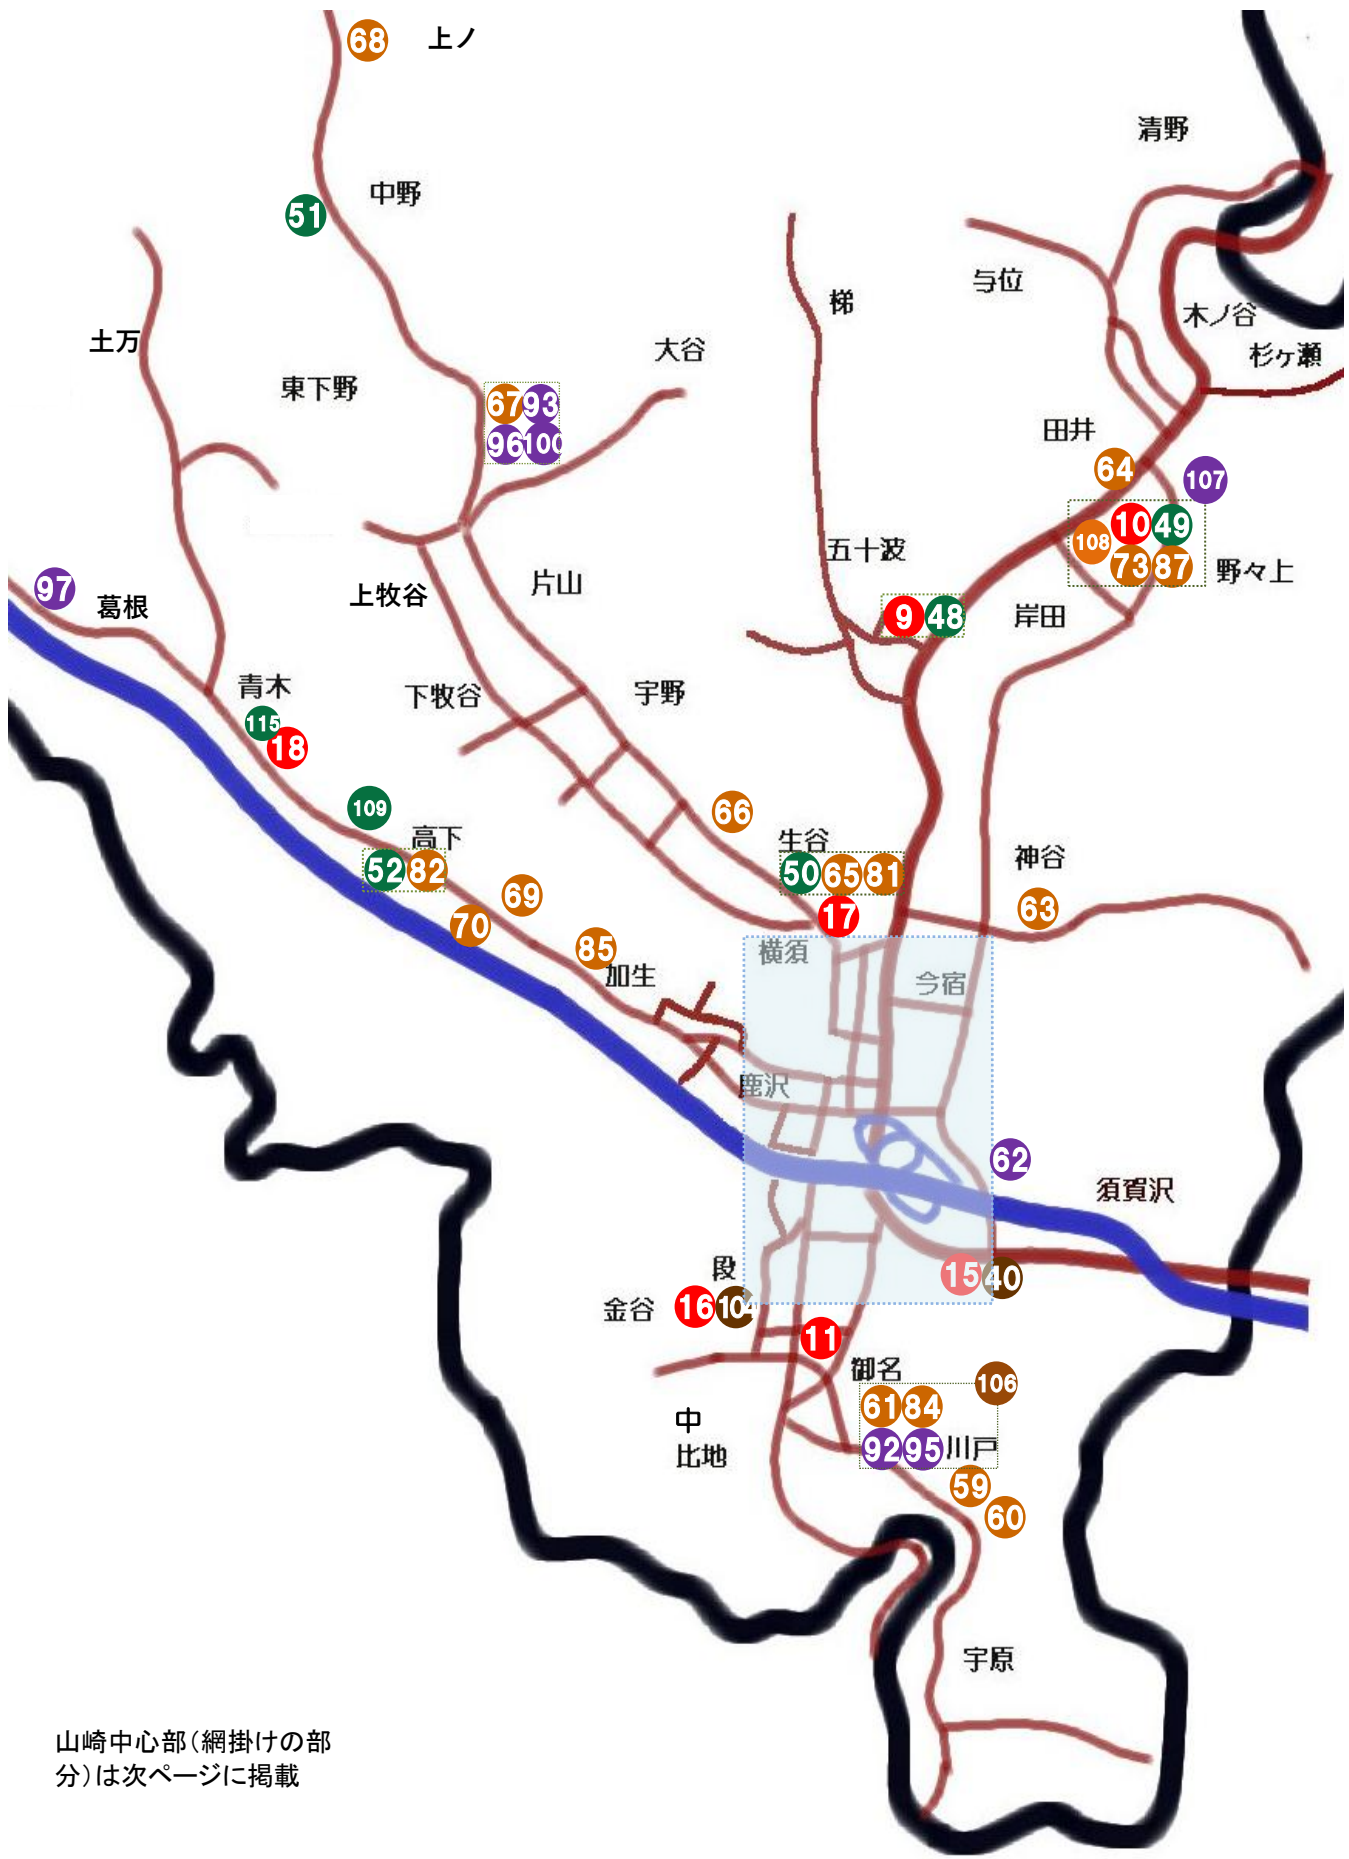 68
上ノ
清野
中野
51
与位
梯
木ノ谷
土万
大谷
杉ヶ瀬
東下野
67 93
96 100
田井
64
107
10 49
108
73 87
野々上
五十波
片山
上牧谷
97
葛根
9 48
岸田
青木
下牧谷
宇野
115
18
109
66
高下
生谷
52 82
50 65 81
神谷
69
63
70
17
85
横須
加生
今宿
鹿沢
62
須賀沢
段
15 40
金谷
16 104
11
御名
106
61 84
中
比地
92 95 川戸
59
60
宇原
山崎中心部(網掛けの部
分)は次ページに掲載